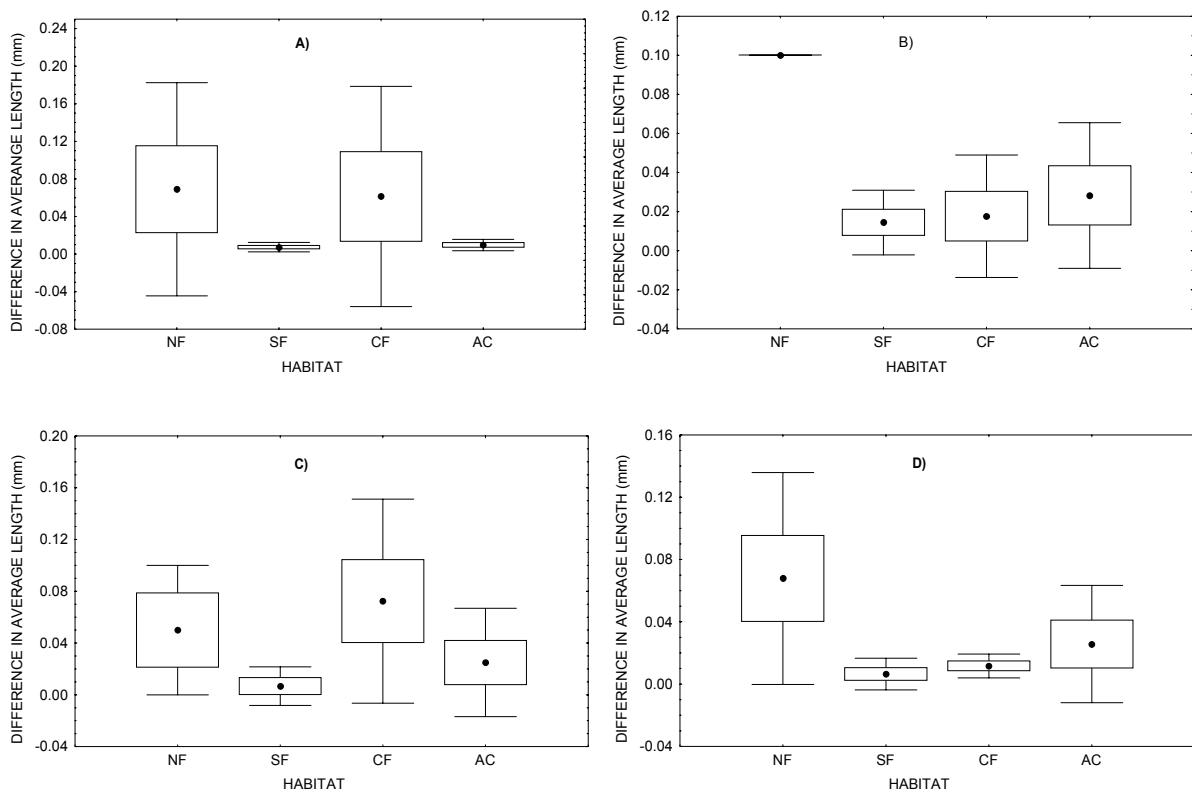 A)
DIFFERENCE IN AVERANGE LENGTH (mm)
0.24
0.20
0.16
0.12
0.08
0.04
0.00
-0.04
-0.08
NF SF CF AC
HABITAT
B)
DIFFERENCE IN AVERAGE LENGTH (mm)
0.12
0.10
0.08
0.06
0.04
0.02
0.00
-0.02
-0.04
NF SF CF AC
HABITAT
C)
DIFFERENCE IN AVERAGE LENGTH (mm)
0.20
0.16
0.12
0.08
0.04
0.00
-0.04
NF SF CF AC
HABITAT
D)
DIFFERENCE IN AVERAGE LENGTH (mm)
0.16
0.12
0.08
0.04
0.00
-0.04
NF SF CF AC
HABITAT